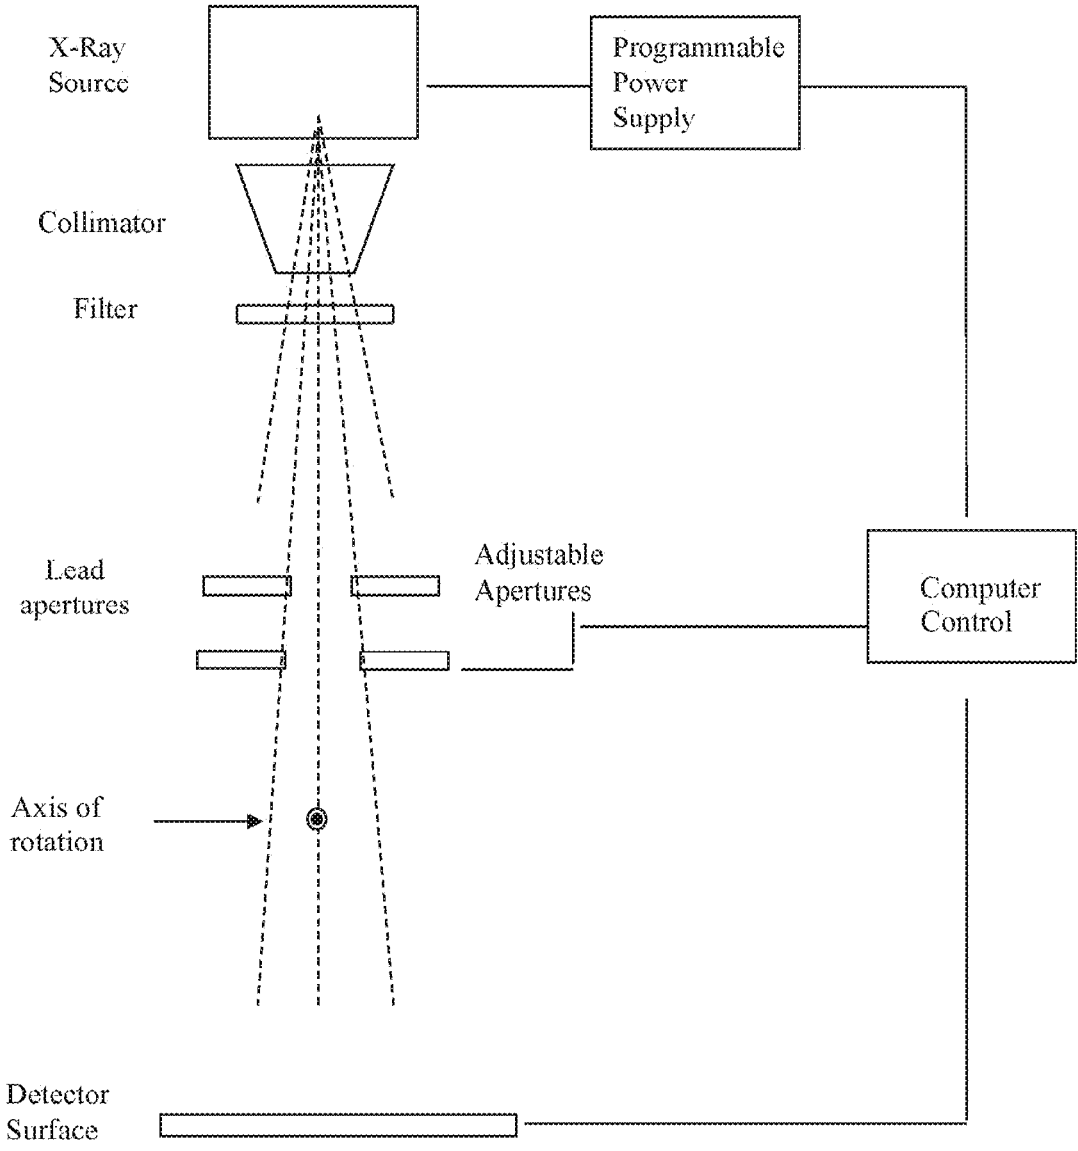 X-Ray
Source
Programmable
Power
Supply
Collimator
Filter
Lead
apertures
Adjustable
Apertures
Computer
Control
Axis of
rotation
Detector
Surface